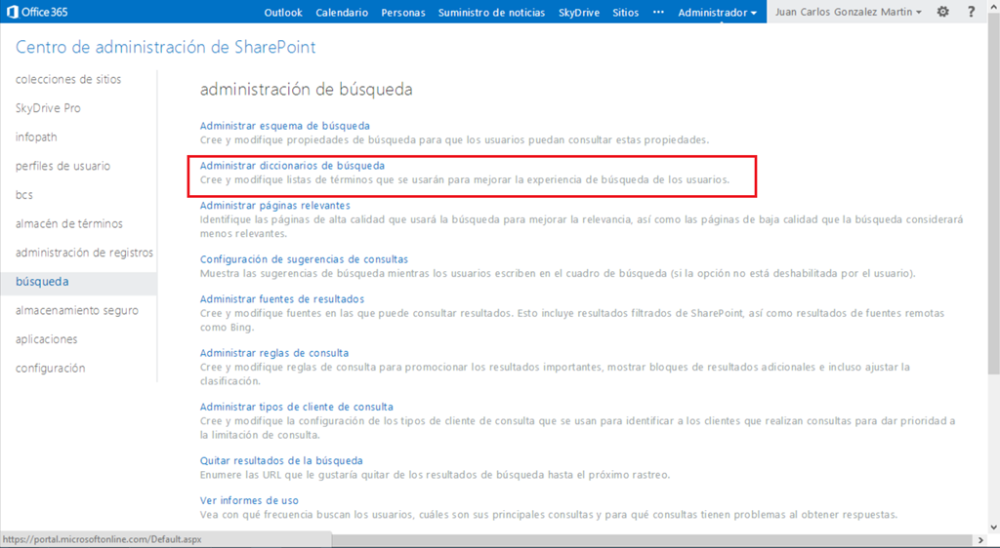 Office 365
Outlook Calendario Personas Suministro de noticias SkyDrive Sitios ••• Administrador Juan Carlos Gonzalez Martin ?
Centro de administración de SharePoint
colecciones de sitios
SkyDrive Pro
infopath
perfiles de usuario
bcs
almacén de términos
administración de registros
búsqueda
almacenamiento seguro
aplicaciones
configuración
administración de búsqueda
Administrar esquema de búsqueda
Cree y modifique propiedades de búsqueda para que los usuarios puedan consultar estas propiedades.
Administrar diccionarios de búsqueda
Cree y modifique listas de términos que se usarán para mejorar la experiencia de búsqueda de los usuarios.
Administrar páginas relevantes
Identifique las páginas de alta calidad que usará la búsqueda para mejorar la relevancia, así como las páginas de baja calidad que la búsqueda considerará
menos relevantes.
Configuración de sugerencias de consultas
Muestra las sugerencias de búsqueda mientras los usuarios escriben en el cuadro de búsqueda (si la opción no está deshabilitada por el usuario).
Administrar fuentes de resultados
Cree y modifique fuentes en las que puede consultar resultados. Esto incluye resultados filtrados de SharePoint, así como resultados de fuentes remotas
como Bing.
Administrar reglas de consulta
Cree y modifique reglas de consulta para promocionar los resultados importantes, mostrar bloques de resultados adicionales e incluso ajustar la
clasificación.
Administrar tipos de cliente de consulta
Cree y modifique la configuración de los tipos de cliente de consulta que se usan para identificar a los clientes que realizan consultas para dar prioridad a
la limitación de consulta.
Quitar resultados de la búsqueda
Enumere las URL que le gustaría quitar de los resultados de búsqueda hasta el próximo rastreo.
Ver informes de uso
Vea con qué frecuencia buscan los usuarios, cuáles son sus principales consultas y para qué consultas tienen problemas al obtener respuestas.
https://portal.microsoftonline.com/Default.aspx